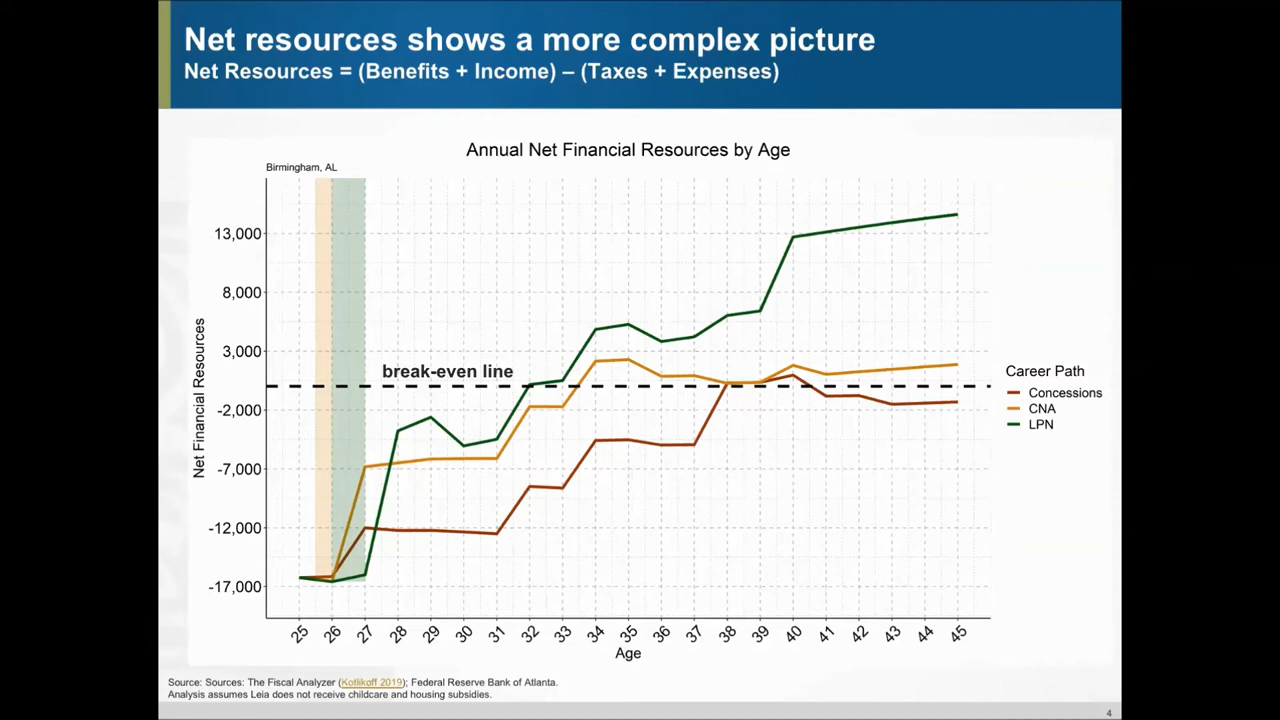 Net resources shows a more complex picture
Net Resources = (Benefits + Income) – (Taxes + Expenses)
Annual Net Financial Resources by Age
Birmingham, AL
13,000
8,000
3,000
-2,000
-7,000
-12,000
-17,000
Net Financial Resources
break-even line
25 26 27 28 29 30 31 32 33 34 35 36 37 38 39 40 41 42 43 44 45
Age
Career Path
Concessions
CNA
LPN
Source: Sources: The Fiscal Analyzer (Kotlikoff 2019); Federal Reserve Bank of Atlanta.
Analysis assumes Leia does not receive childcare and housing subsidies.
4